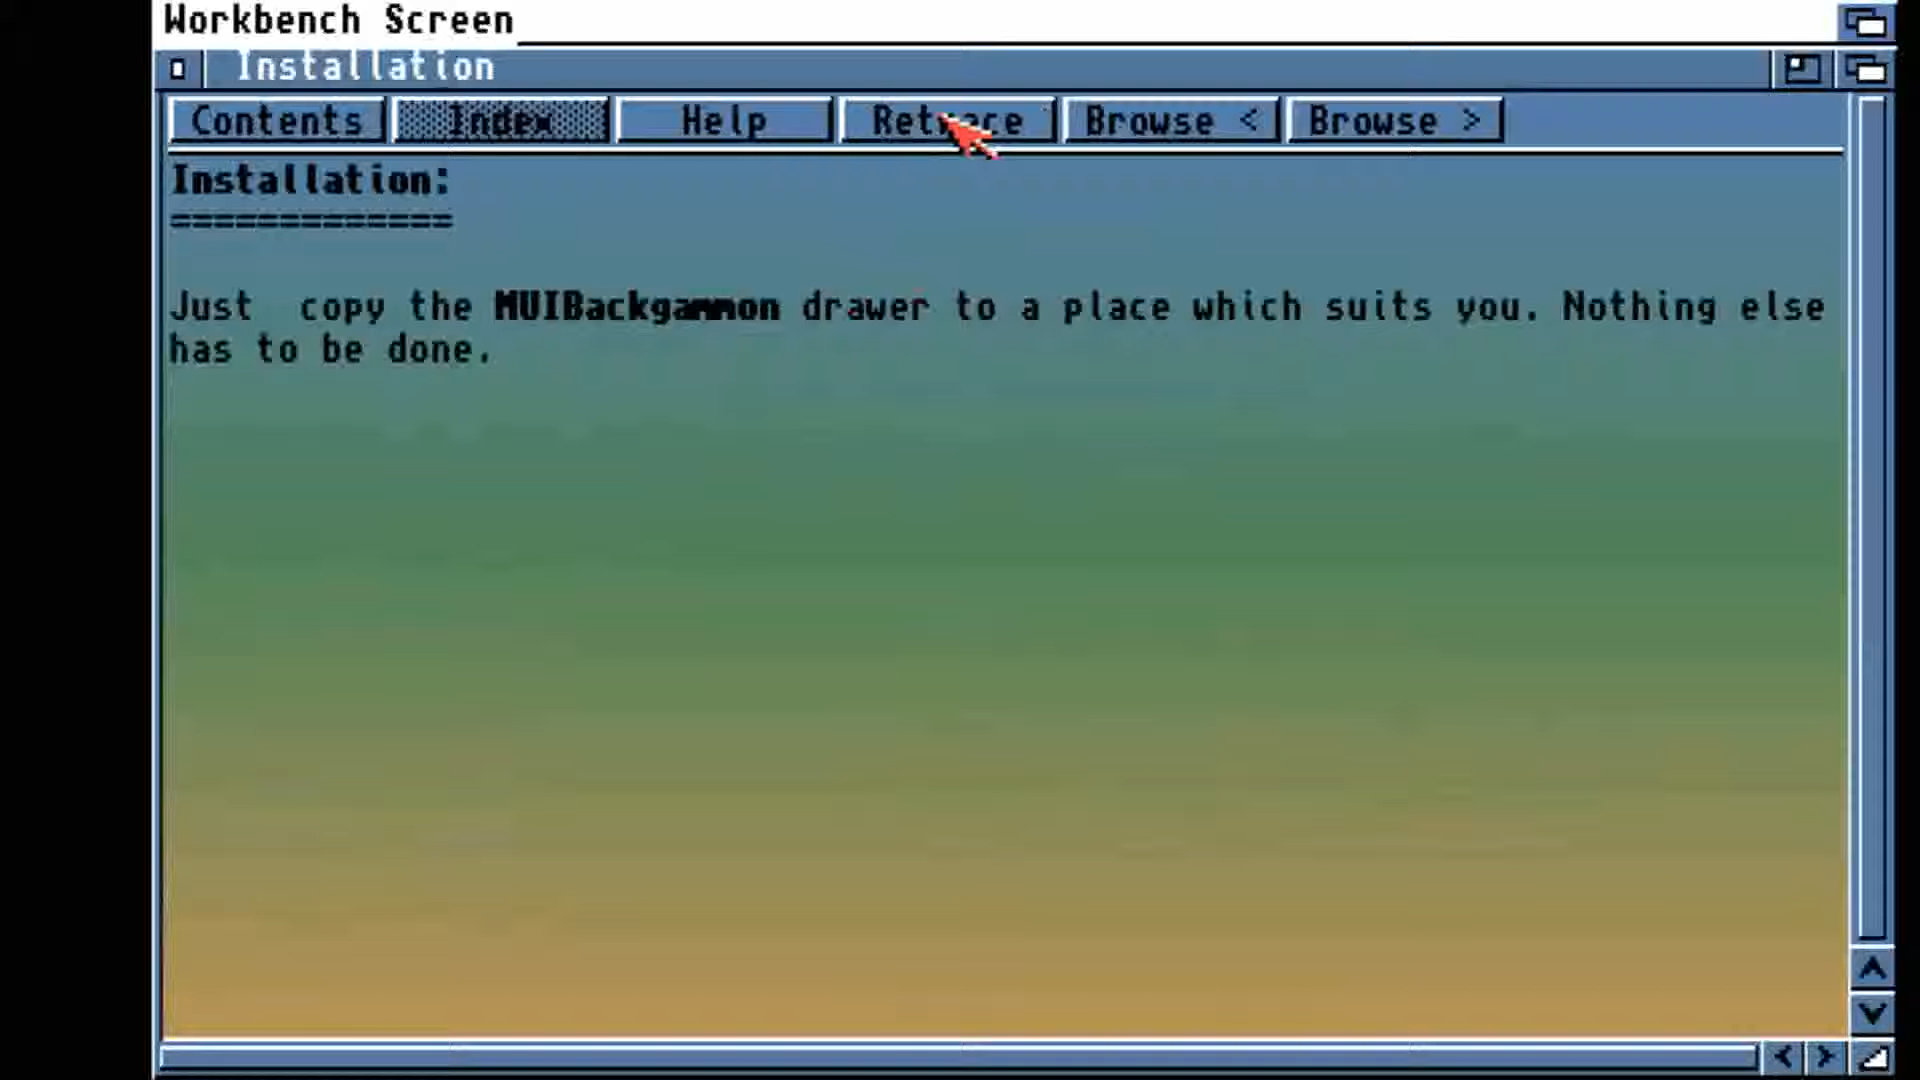 Workbench Screen
Installation
Contents Index Help Retrace Browse < Browse >
Installation:
=============
Just  copy the MUIBackgammon drawer to a place which suits you. Nothing else
has to be done.